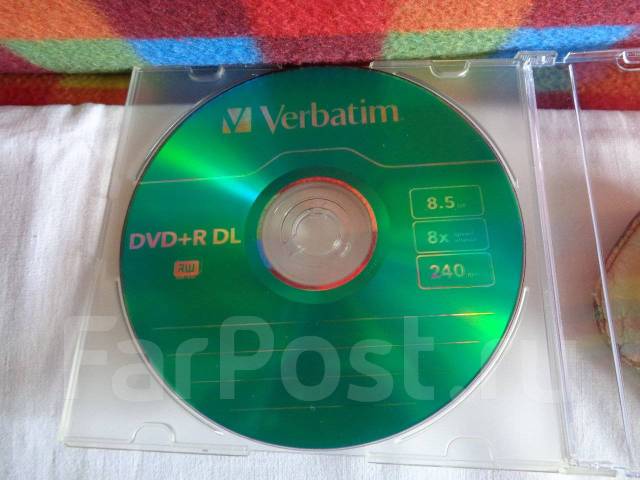 Verbatim
DVD+R DL
RW
8.5
8x
240
FarPost.ru